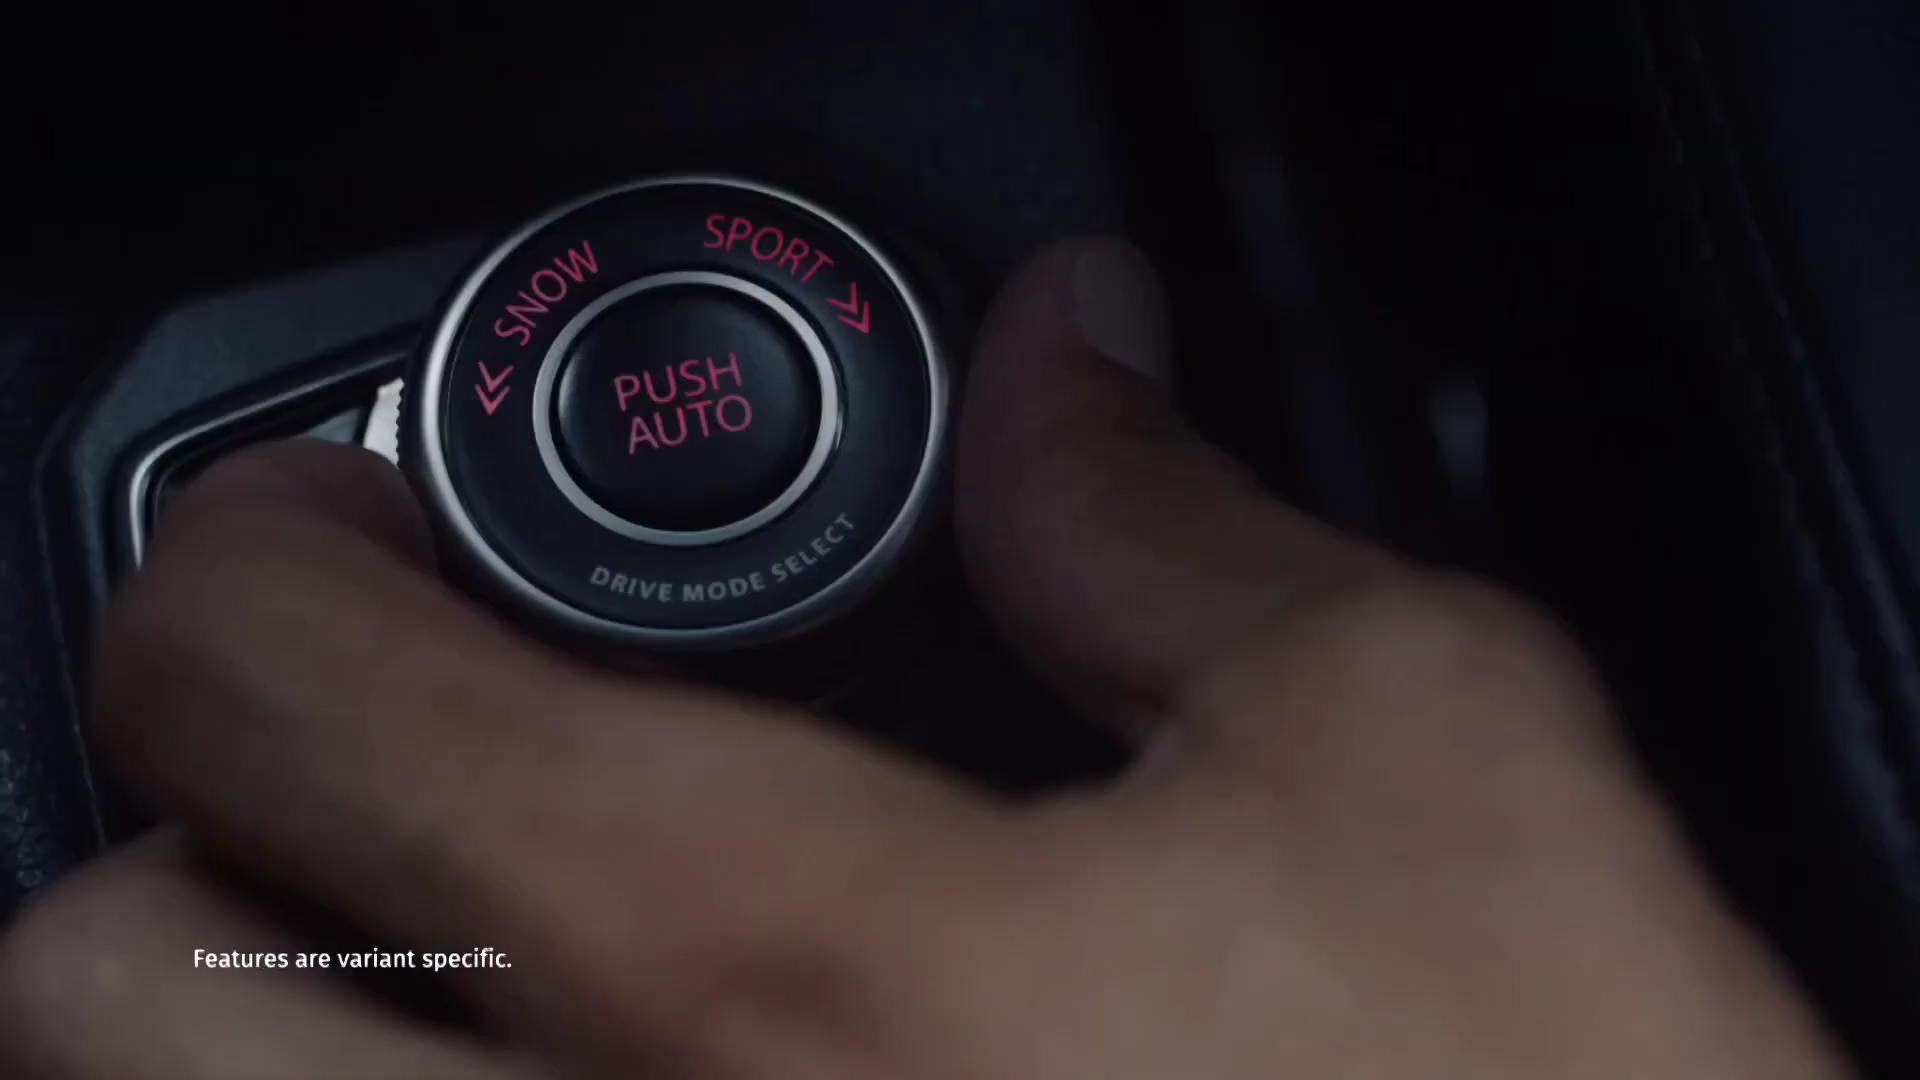 SNOW
SPORT
PUSH
AUTO
DRIVE MODE SELECT
Features are variant specific.